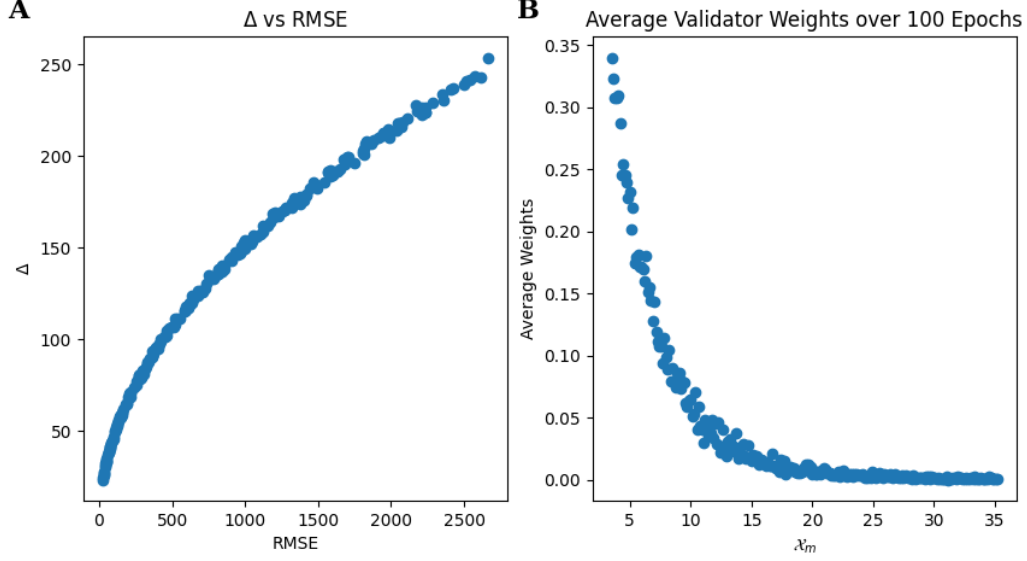 A
Δ vs RMSE
250
200
150
100
50
Δ
0 500 1000 1500 2000 2500
RMSE
B
Average Validator Weights over 100 Epochs
0.35
0.30
0.25
0.20
0.15
0.10
0.05
0.00
Average Weights
5 10 15 20 25 30 35
𝓧ₘ